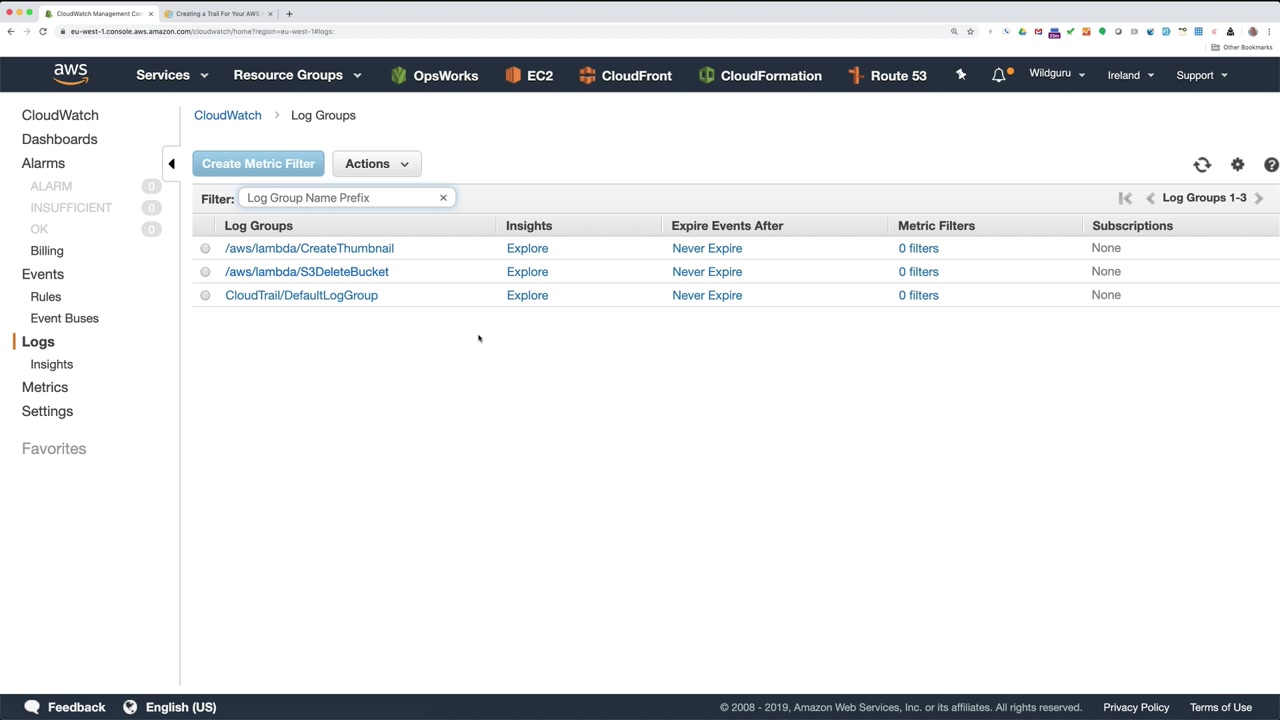 CloudWatch Management Con
Creating a Trail For Your AWS
eu-west-1.console.aws.amazon.com/cloudwatch/home?region=eu-west-1#logs:
Other Bookmarks
aws
Services
Resource Groups
OpsWorks
EC2
CloudFront
CloudFormation
Route 53
Wildguru
Ireland
Support
CloudWatch
Dashboards
Alarms
ALARM 0
INSUFFICIENT 0
OK 0
Billing
Events
Rules
Event Buses
Logs
Insights
Metrics
Settings
Favorites
CloudWatch > Log Groups
Create Metric Filter
Actions
Filter: Log Group Name Prefix
Log Groups 1-3
Log Groups Insights Expire Events After Metric Filters Subscriptions
/aws/lambda/CreateThumbnail Explore Never Expire 0 filters None
/aws/lambda/S3DeleteBucket Explore Never Expire 0 filters None
CloudTrail/DefaultLogGroup Explore Never Expire 0 filters None
Feedback
English (US)
© 2008 - 2019, Amazon Web Services, Inc. or its affiliates. All rights reserved.
Privacy Policy
Terms of Use